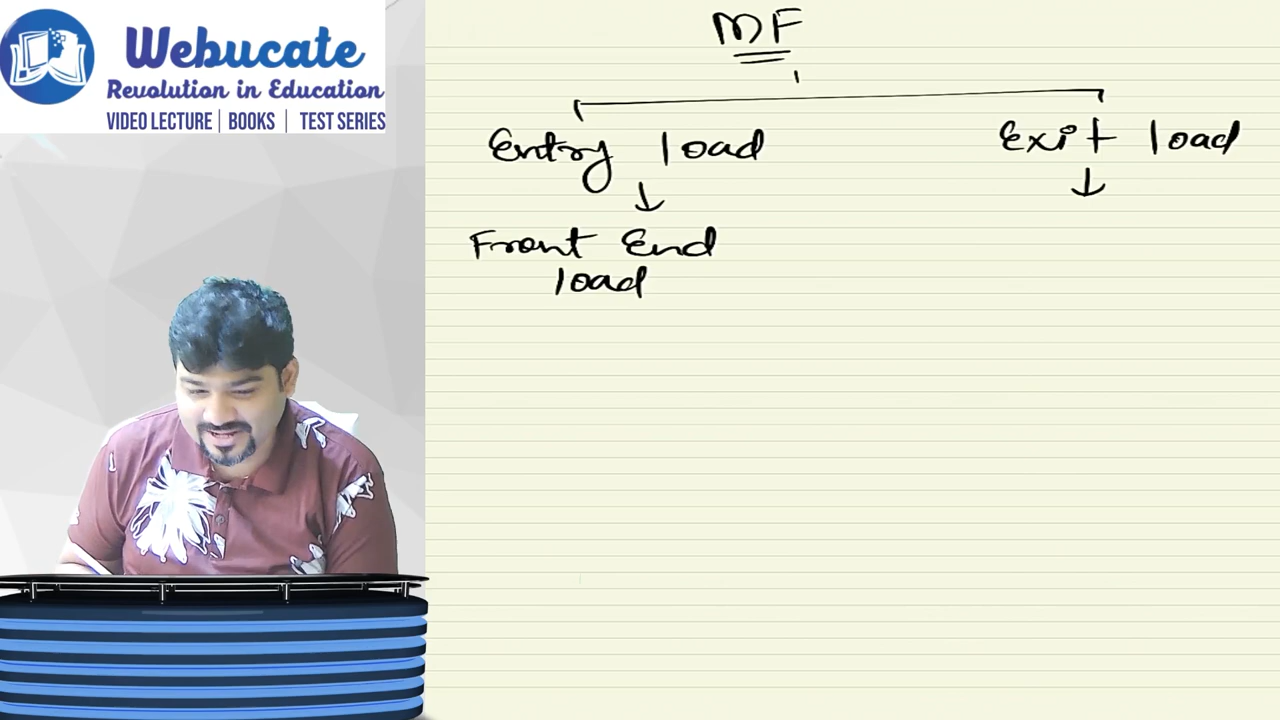 Webucate
Revolution in Education
VIDEO LECTURE | BOOKS | TEST SERIES
MF
Entry load
Exit load
Front End
load